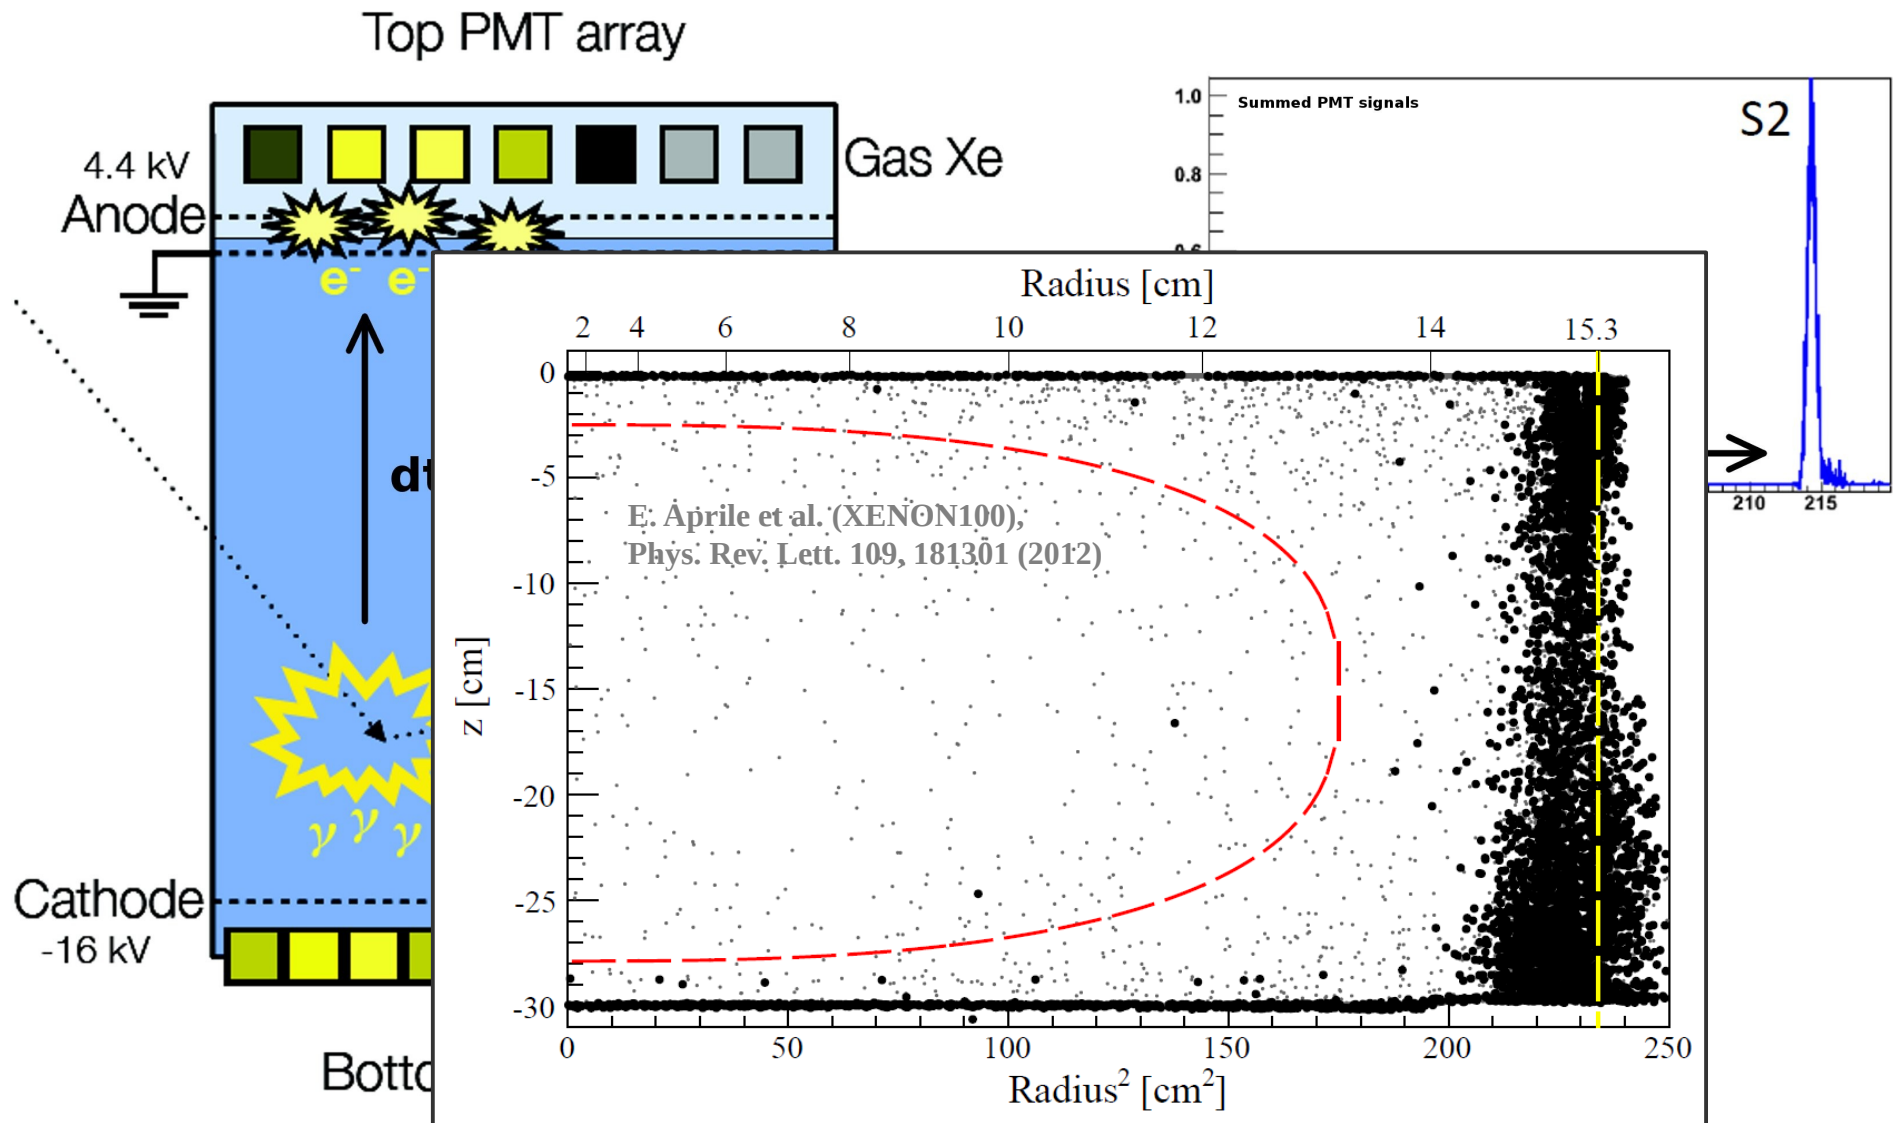 Top PMT array
4.4 kV
Anode
Gas Xe
e- e-
γ γ γ
Cathode
-16 kV
1.0
Summed PMT signals
S2
0.8
210 215
Radius [cm]
2 4 6 8 10 12 14 15.3
0
-5
-10
-15
-20
-25
-30
z [cm]
E. Aprile et al. (XENON100),
Phys. Rev. Lett. 109, 181301 (2012)
0 50 100 150 200 250
Radius² [cm²]